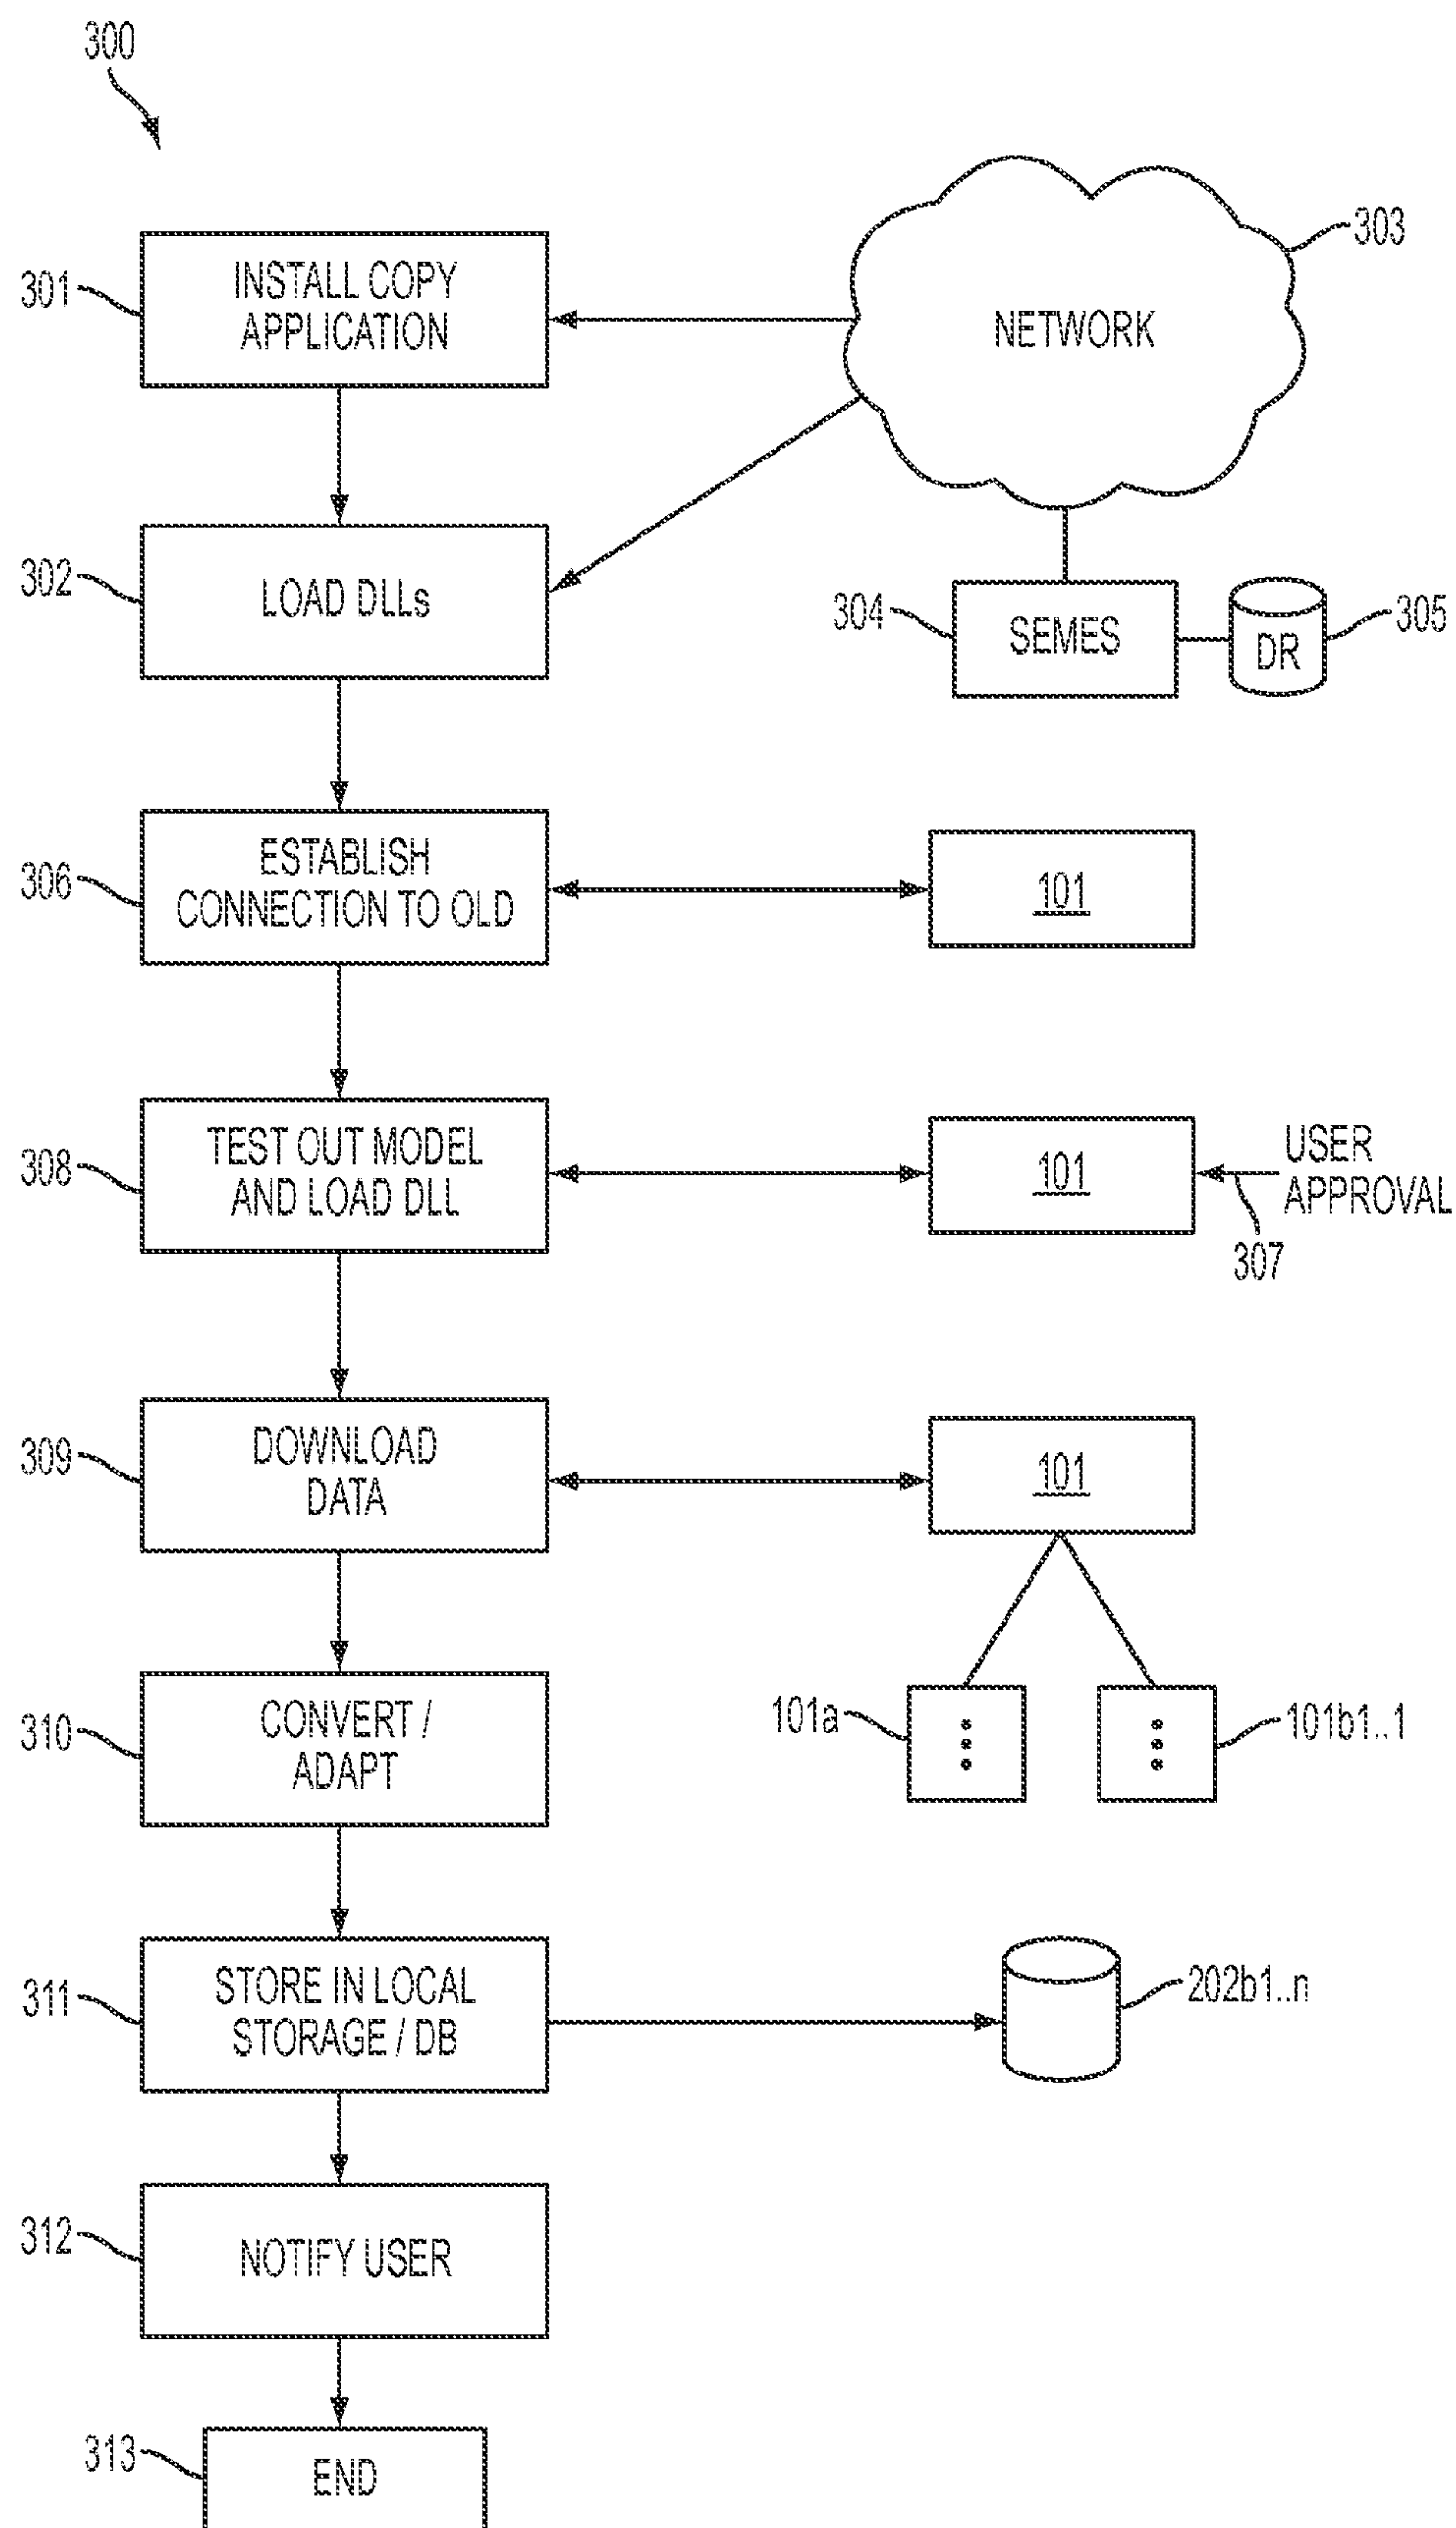 300
303
301
INSTALL COPY
APPLICATION
NETWORK
302
LOAD DLLs
304
SEMES
DR
305
306
ESTABLISH
CONNECTION TO OLD
101
308
TEST OUT MODEL
AND LOAD DLL
101
USER
APPROVAL
307
309
DOWNLOAD
DATA
101
310
CONVERT /
ADAPT
101a
101b1..1
311
STORE IN LOCAL
STORAGE / DB
202b1..n
312
NOTIFY USER
313
END